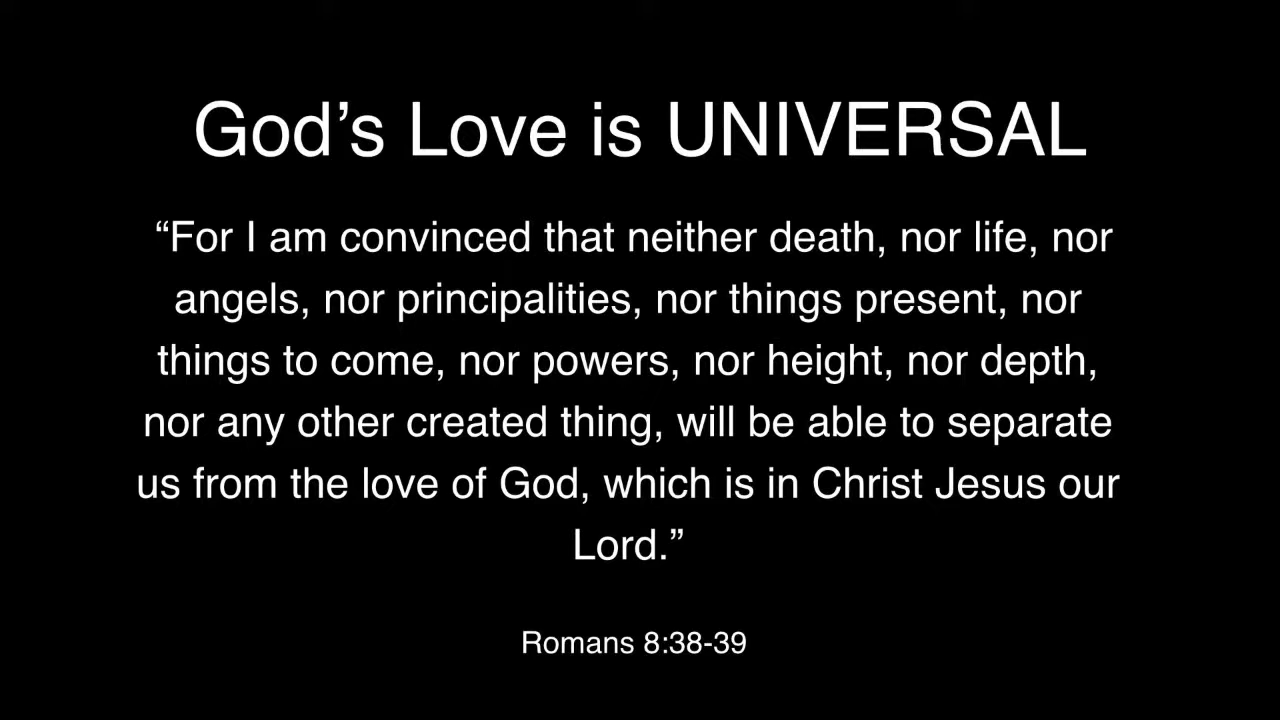 God’s Love is UNIVERSAL
“For I am convinced that neither death, nor life, nor
angels, nor principalities, nor things present, nor
things to come, nor powers, nor height, nor depth,
nor any other created thing, will be able to separate
us from the love of God, which is in Christ Jesus our
Lord.”
Romans 8:38-39